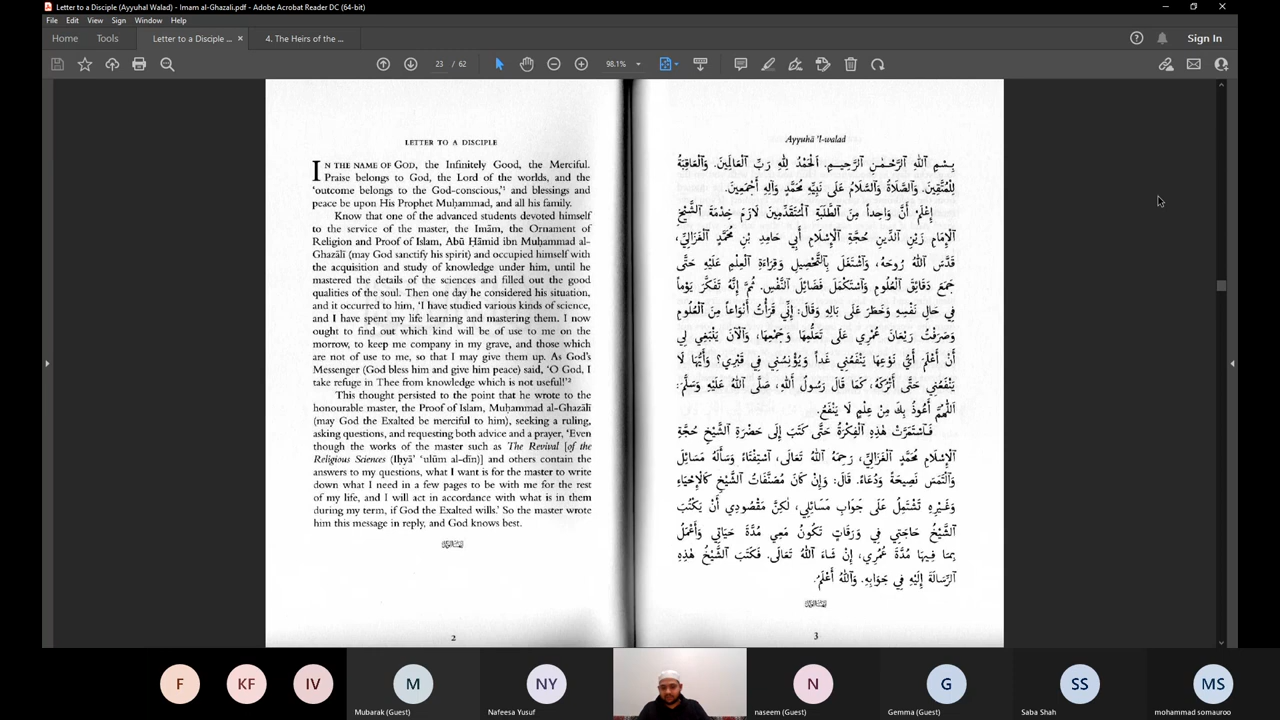 Letter to a Disciple (Ayyuhal Walad) - Imam al-Ghazali.pdf - Adobe Acrobat Reader DC (64-bit)
File Edit View Sign Window Help
Home Tools Letter to a Disciple ... × 4. The Heirs of the ... Sign In
23 / 62 98.1%
LETTER TO A DISCIPLE
IN THE NAME OF GOD, the Infinitely Good, the Merciful.
Praise belongs to God, the Lord of the worlds, and the
'outcome belongs to the God-conscious,'¹ and blessings and
peace be upon His Prophet Muḥammad, and all his family.
Know that one of the advanced students devoted himself
to the service of the master, the Imām, the Ornament of
Religion and Proof of Islam, Abū Ḥāmid ibn Muḥammad al-
Ghazālī (may God sanctify his spirit) and occupied himself with
the acquisition and study of knowledge under him, until he
mastered the details of the sciences and filled out the good
qualities of the soul. Then one day he considered his situation,
and it occurred to him, 'I have studied various kinds of science,
and I have spent my life learning and mastering them. I now
ought to find out which kind will be of use to me on the
morrow, to keep me company in my grave, and those which
are not of use to me, so that I may give them up. As God's
Messenger (God bless him and give him peace) said, 'O God, I
take refuge in Thee from knowledge which is not useful!'²
This thought persisted to the point that he wrote to the
honourable master, the Proof of Islam, Muḥammad al-Ghazālī
(may God the Exalted be merciful to him), seeking a ruling,
asking questions, and requesting both advice and a prayer, 'Even
though the works of the master such as The Revival [of the
Religious Sciences (Iḥyā' 'ulūm al-dīn)] and others contain the
answers to my questions, what I want is for the master to write
down what I need in a few pages to be with me for the rest
of my life, and I will act in accordance with what is in them
during my term, if God the Exalted wills.' So the master wrote
him this message in reply, and God knows best.
2
Ayyuhā 'l-walad
بِسْمِ ٱللهِ ٱلرَّحْمٰنِ ٱلرَّحِيمِ. ٱلْحَمْدُ لِلّٰهِ رَبِّ ٱلْعَالَمِينَ. وَٱلْعَاقِبَةُ
لِلْمُتَّقِينَ. وَٱلصَّلَاةُ وَٱلسَّلَامُ عَلَى نَبِيِّهِ مُحَمَّدٍ وَآلِهِ أَجْمَعِينَ.
إِعْلَمْ أَنَّ وَاحِداً مِنَ ٱلطَّلَبَةِ ٱلْمُتَقَدِّمِينَ لَازَمَ خِدْمَةَ ٱلشَّيْخِ
ٱلْإِمَامِ زَيْنِ ٱلدِّينِ حُجَّةِ ٱلْإِسْلَامِ أَبِي حَامِدِ بْنِ مُحَمَّدٍ ٱلْغَزَالِيِّ،
قَدَّسَ ٱللهُ رُوحَهُ، وَٱشْتَغَلَ بِٱلتَّحْصِيلِ وَقِرَاءَةِ ٱلْعِلْمِ عَلَيْهِ حَتَّى
جَمَعَ دَقَائِقَ ٱلْعُلُومِ وَٱسْتَكْمَلَ فَضَائِلَ ٱلنَّفْسِ. ثُمَّ إِنَّهُ تَفَكَّرَ يَوْماً
فِي حَالِ نَفْسِهِ وَخَطَرَ عَلَى بَالِهِ وَقَالَ: إِنِّي قَرَأْتُ أَنْوَاعاً مِنَ ٱلْعُلُومِ
وَصَرَفْتُ رَيْعَانَ عُمْرِي عَلَى تَعَلُّمِهَا وَجَمْعِهَا، وَٱلْآنَ يَنْبَغِي لِي
أَنْ أَعْلَمَ أَيُّ نَوْعِهَا يَنْفَعُنِي غَداً وَيُؤْنِسُنِي فِي قَبْرِي؟ وَأَيُّهَا لَا
يَنْفَعُنِي حَتَّى أَتْرُكَهُ، كَمَا قَالَ رَسُولُ ٱللهِ، صَلَّى ٱللهُ عَلَيْهِ وَسَلَّمَ:
اَللّٰهُمَّ أَعُوذُ بِكَ مِنْ عِلْمٍ لَا يَنْفَعُ.
فَٱسْتَمَرَّتْ هٰذِهِ ٱلْفِكْرَةُ حَتَّى كَتَبَ إِلَى حَضْرَةِ ٱلشَّيْخِ حُجَّةِ
ٱلْإِسْلَامِ مُحَمَّدٍ ٱلْغَزَالِيِّ، رَحِمَهُ ٱللهُ تَعَالَى، ٱسْتِفْتَاءً وَسَأَلَهُ مَسَائِلَ
وَٱلْتَمَسَ نَصِيحَةً وَدُعَاءً. قَالَ: وَإِنْ كَانَ مُصَنَّفَاتُ ٱلشَّيْخِ كَٱلْإِحْيَاءِ
وَغَيْرِهِ تَشْتَمِلُ عَلَى جَوَابِ مَسَائِلِي، لٰكِنَّ مَقْصُودِي أَنْ يَكْتُبَ
ٱلشَّيْخُ حَاجَتِي فِي وَرَقَاتٍ تَكُونُ مَعِي مُدَّةَ حَيَاتِي وَأَعْمَلُ
بِمَا فِيهَا مُدَّةَ عُمُرِي، إِنْ شَاءَ ٱللهُ تَعَالَى. فَكَتَبَ ٱلشَّيْخُ هٰذِهِ
ٱلرِّسَالَةَ إِلَيْهِ فِي جَوَابِهِ. وَٱللهُ أَعْلَمُ.
3
F KF IV M NY N G SS MS
Mubarak (Guest) Nafeesa Yusuf naseem (Guest) Gemma (Guest) Saba Shah mohammad somauroo